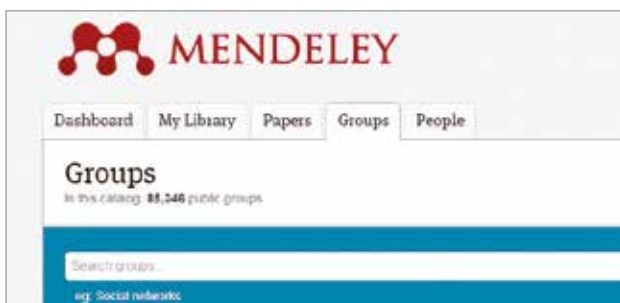 MENDELEY
Dashboard My Library Papers Groups People
Groups
In this catalog: 85,246 public groups
Search groups...
eg: Social networks